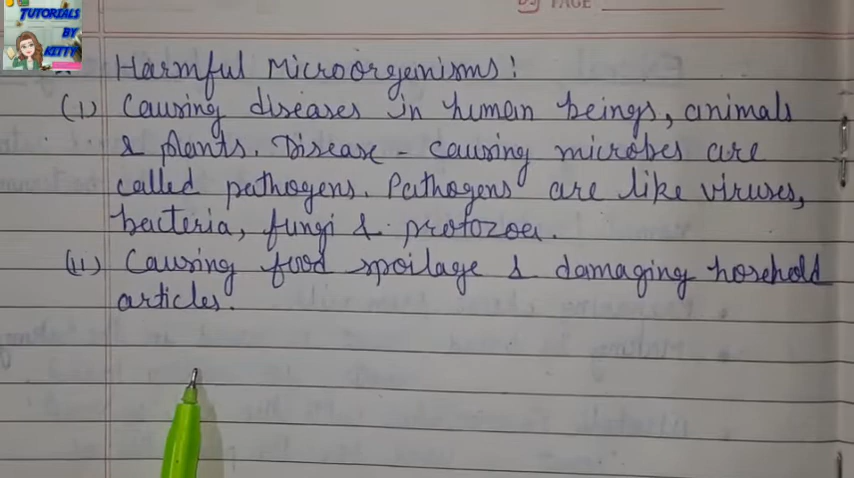 TUTORIALS
BY
KITTY
PAGE
Harmful Microorganisms:
(i) Causing diseases in human beings, animals
& plants. Disease - causing microbes are
called pathogens. Pathogens are like viruses,
bacteria, fungi & protozoa.
(ii) Causing food spoilage & damaging hosehold
articles.